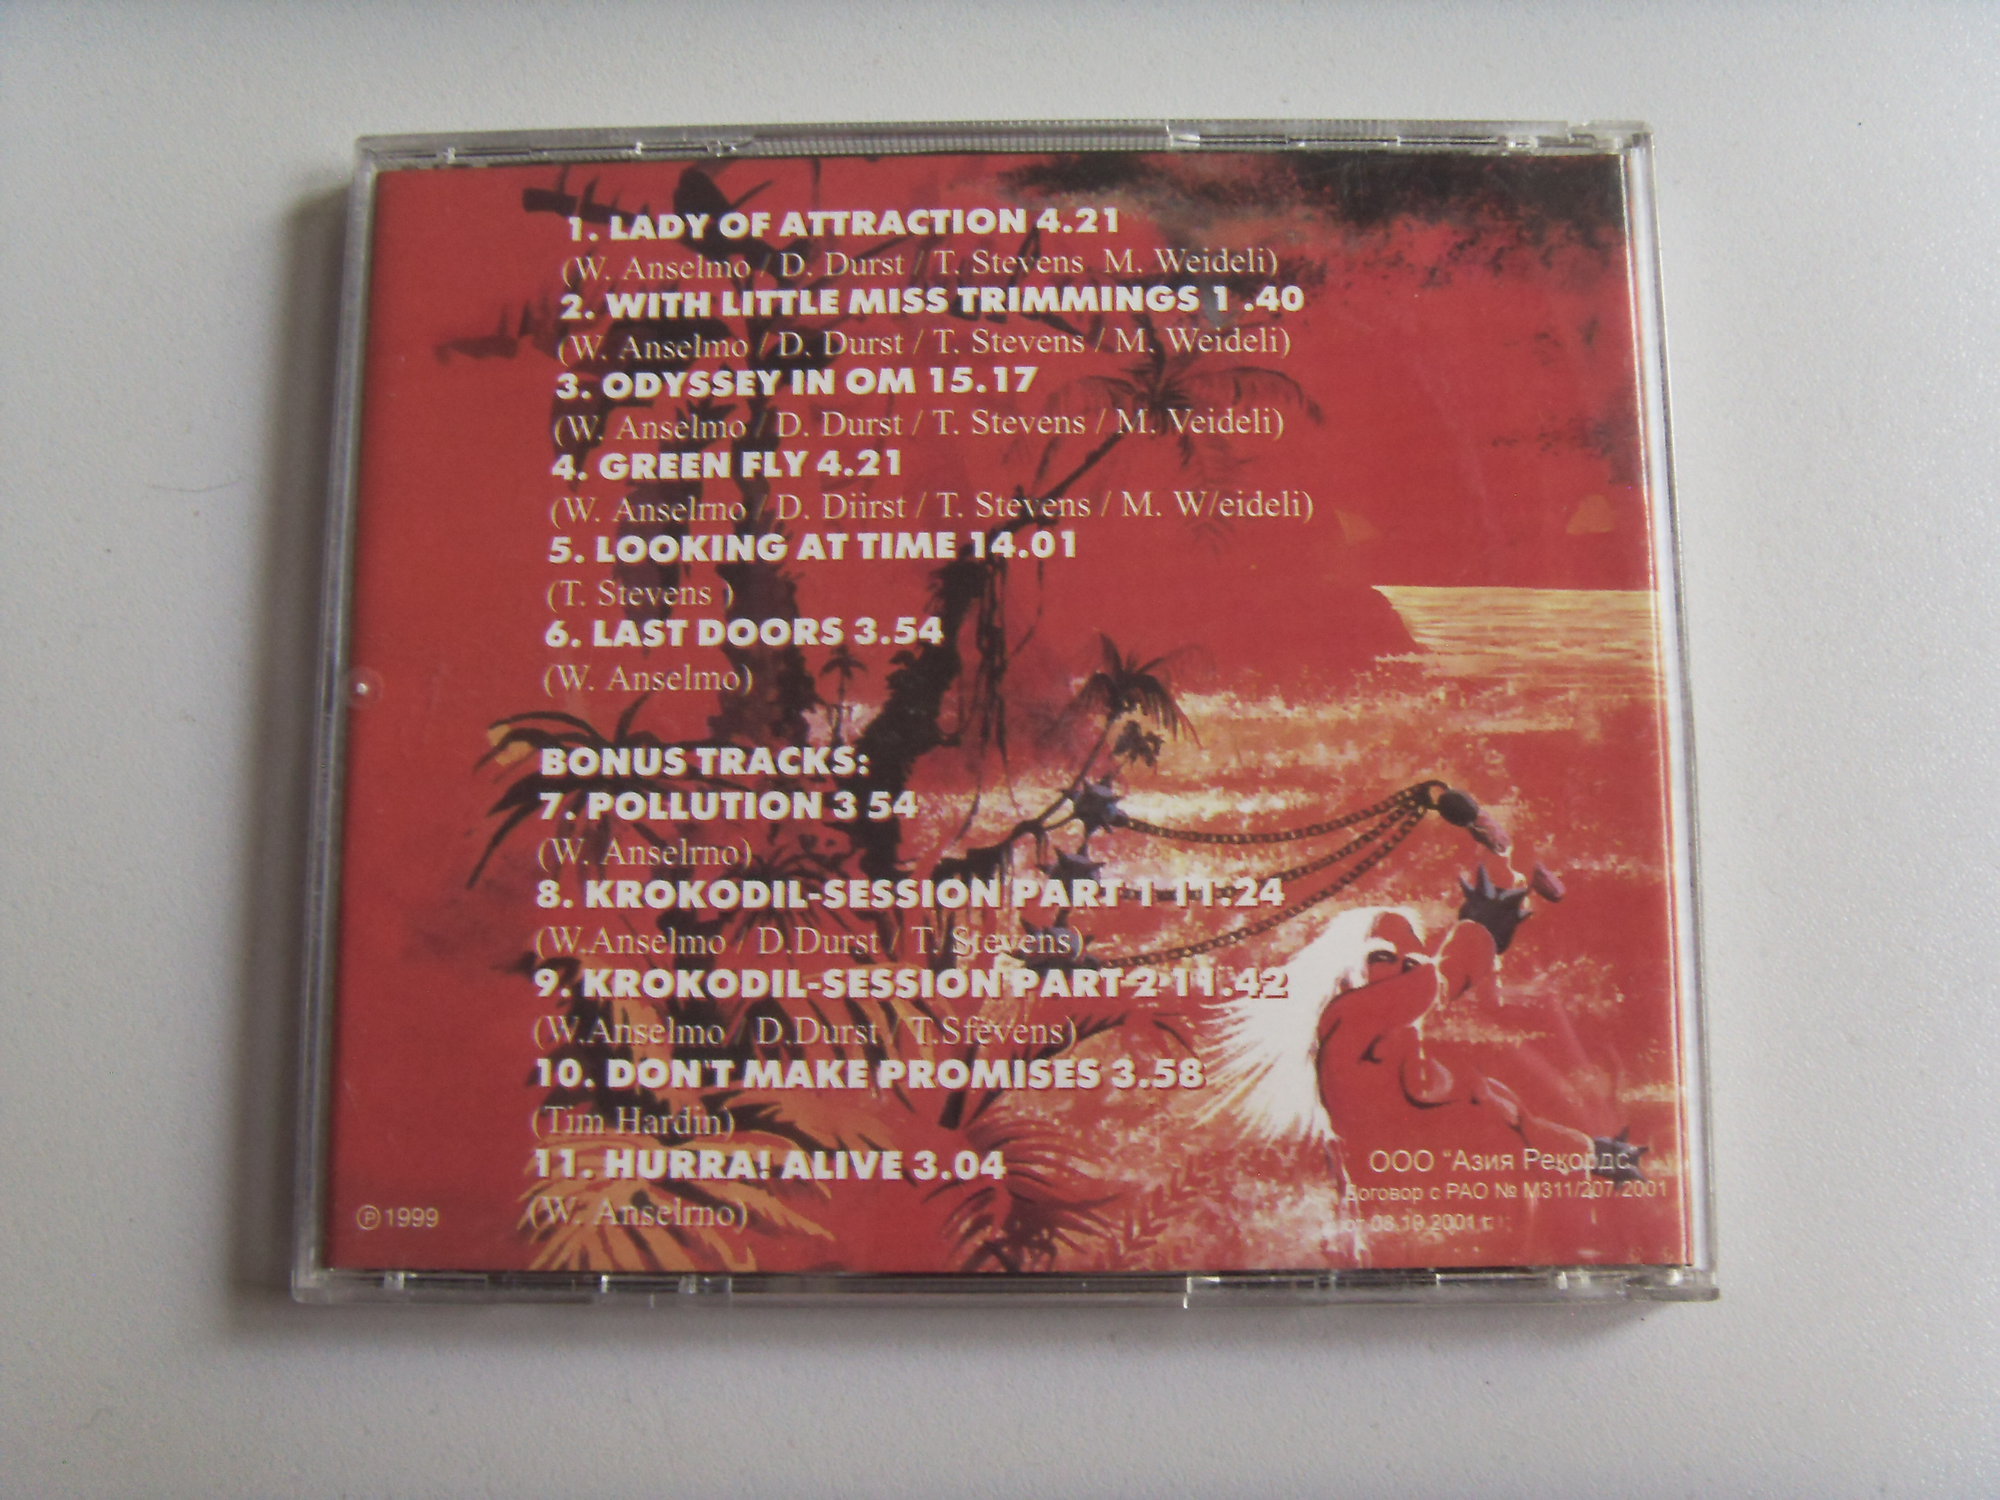 1. LADY OF ATTRACTION 4.21
(W. Anselmo / D. Durst / T. Stevens M. Weideli)
2. WITH LITTLE MISS TRIMMINGS 1 .40
(W. Anselmo / D. Durst / T. Stevens / M. Weideli)
3. ODYSSEY IN OM 15.17
(W. Anselmo / D. Durst / T. Stevens / M. Veideli)
4. GREEN FLY 4.21
(W. Anselrno / D. Diirst / T. Stevens / M. W/eideli)
5. LOOKING AT TIME 14.01
(T. Stevens )
6. LAST DOORS 3.54
(W. Anselmo)
BONUS TRACKS:
7. POLLUTION 3 54
(W. Anselrno)
8. KROKODIL-SESSION PART 1 11:24
(W.Anselmo / D.Durst / T. Stevens)
9. KROKODIL-SESSION PART 2 11.42
(W.Anselmo / D.Durst / T.Sfevens)
10. DON'T MAKE PROMISES 3.58
(Tim Hardin)
11. HURRA! ALIVE 3.04
(W. Anselrno)
℗ 1999
ООО "Азия Рекордс"
Договор с РАО № М311/207/2001
от 08.10.2001 г.